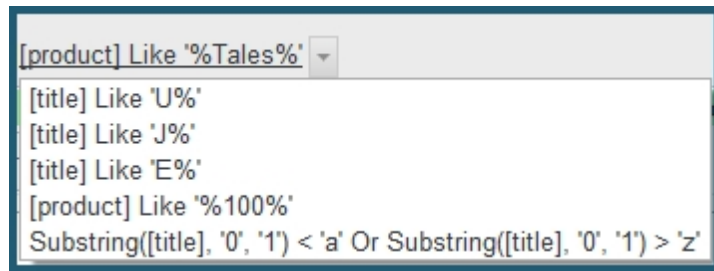 [product] Like '%Tales%'
[title] Like 'U%'
[title] Like 'J%'
[title] Like 'E%'
[product] Like '%100%'
Substring([title], '0', '1') < 'a' Or Substring([title], '0', '1') > 'z'